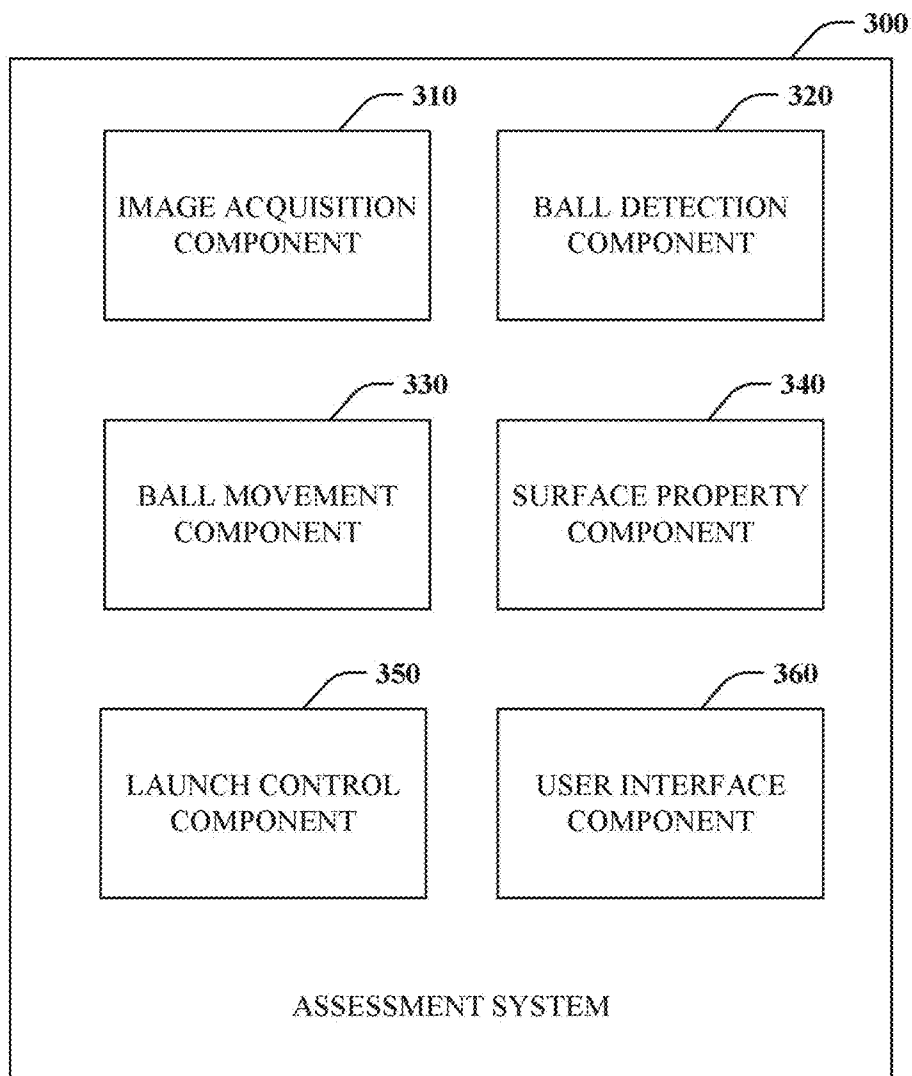 300
310
320
IMAGE ACQUISITION
COMPONENT
BALL DETECTION
COMPONENT
330
340
BALL MOVEMENT
COMPONENT
SURFACE PROPERTY
COMPONENT
350
360
LAUNCH CONTROL
COMPONENT
USER INTERFACE
COMPONENT
ASSESSMENT SYSTEM